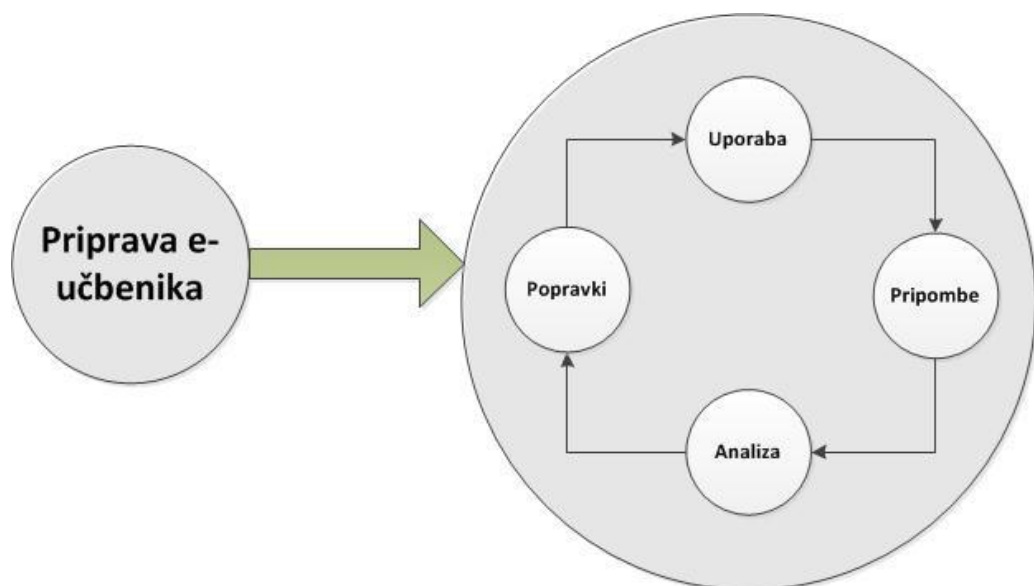 Priprava e-
učbenika
Uporaba
Popravki
Pripombe
Analiza